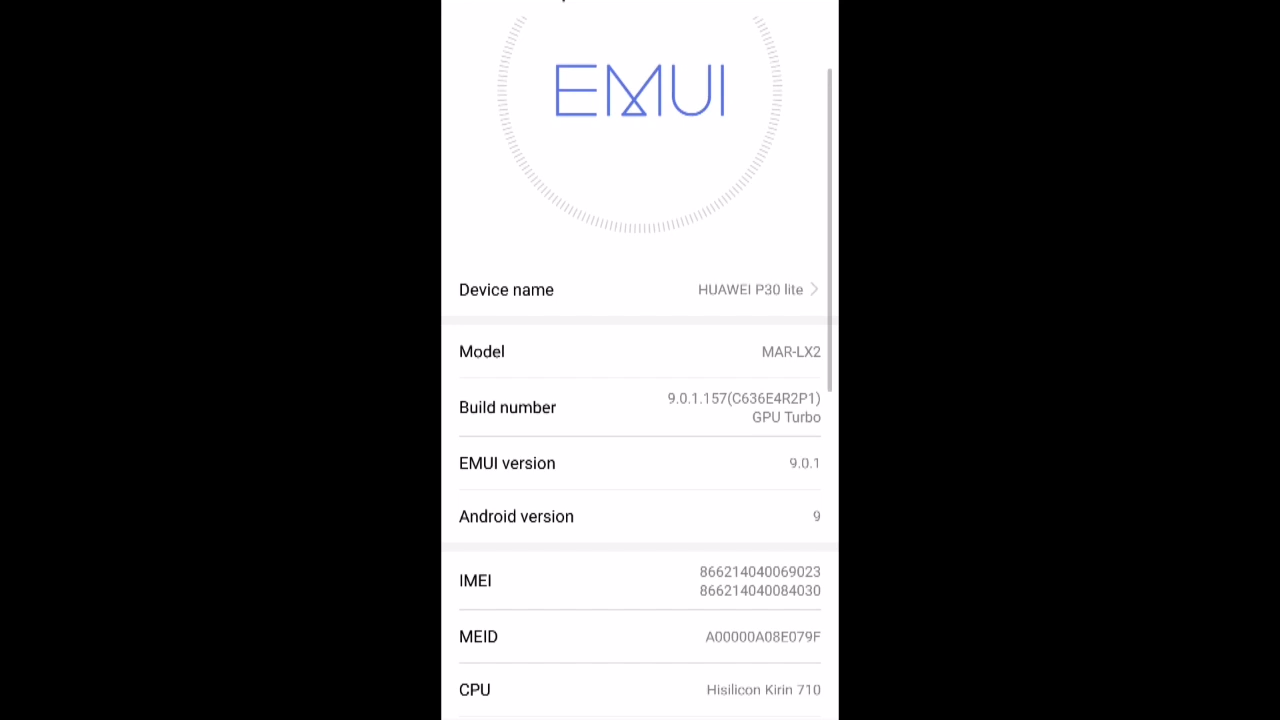 EMUI
Device name HUAWEI P30 lite
Model MAR-LX2
Build number 9.0.1.157(C636E4R2P1)
GPU Turbo
EMUI version 9.0.1
Android version 9
IMEI 866214040069023
866214040084030
MEID A00000A08E079F
CPU Hisilicon Kirin 710